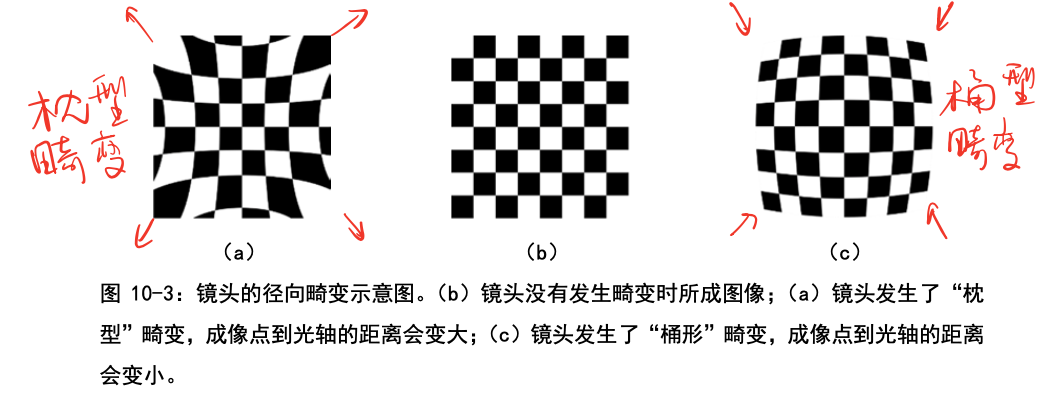 枕型
畸变
桶型
畸变
（a）
（b）
（c）
图 10-3：镜头的径向畸变示意图。（b）镜头没有发生畸变时所成图像；（a）镜头发生了“枕
型”畸变，成像点到光轴的距离会变大；（c）镜头发生了“桶形”畸变，成像点到光轴的距离
会变小。